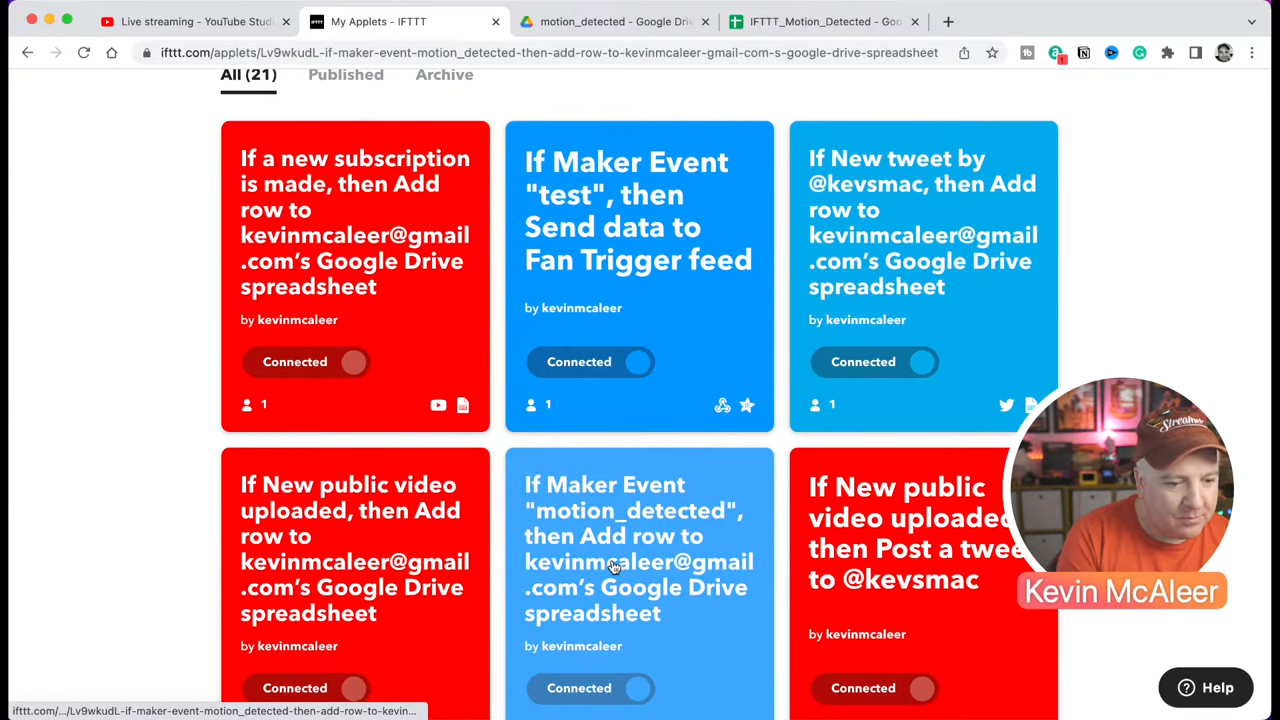 Live streaming - YouTube Studi
My Applets - IFTTT
motion_detected - Google Driv
IFTTT_Motion_Detected - Goo
ifttt.com/applets/Lv9wkudL-if-maker-event-motion_detected-then-add-row-to-kevinmcaleer-gmail-com-s-google-drive-spreadsheet
All (21)
Published
Archive
If a new subscription
is made, then Add
row to
kevinmcaleer@gmail
.com's Google Drive
spreadsheet
by kevinmcaleer
Connected
1
If Maker Event
"test", then
Send data to
Fan Trigger feed
by kevinmcaleer
Connected
1
If New tweet by
@kevsmac, then Add
row to
kevinmcaleer@gmail
.com's Google Drive
spreadsheet
by kevinmcaleer
Connected
1
If New public video
uploaded, then Add
row to
kevinmcaleer@gmail
.com's Google Drive
spreadsheet
by kevinmcaleer
Connected
If Maker Event
"motion_detected",
then Add row to
kevinmcaleer@gmail
.com's Google Drive
spreadsheet
by kevinmcaleer
Connected
If New public
video uploaded
then Post a twee
to @kevsmac
by kevinmcaleer
Connected
Kevin McAleer
Help
ifttt.com/.../Lv9wkudL-if-maker-event-motion_detected-then-add-row-to-kevin...